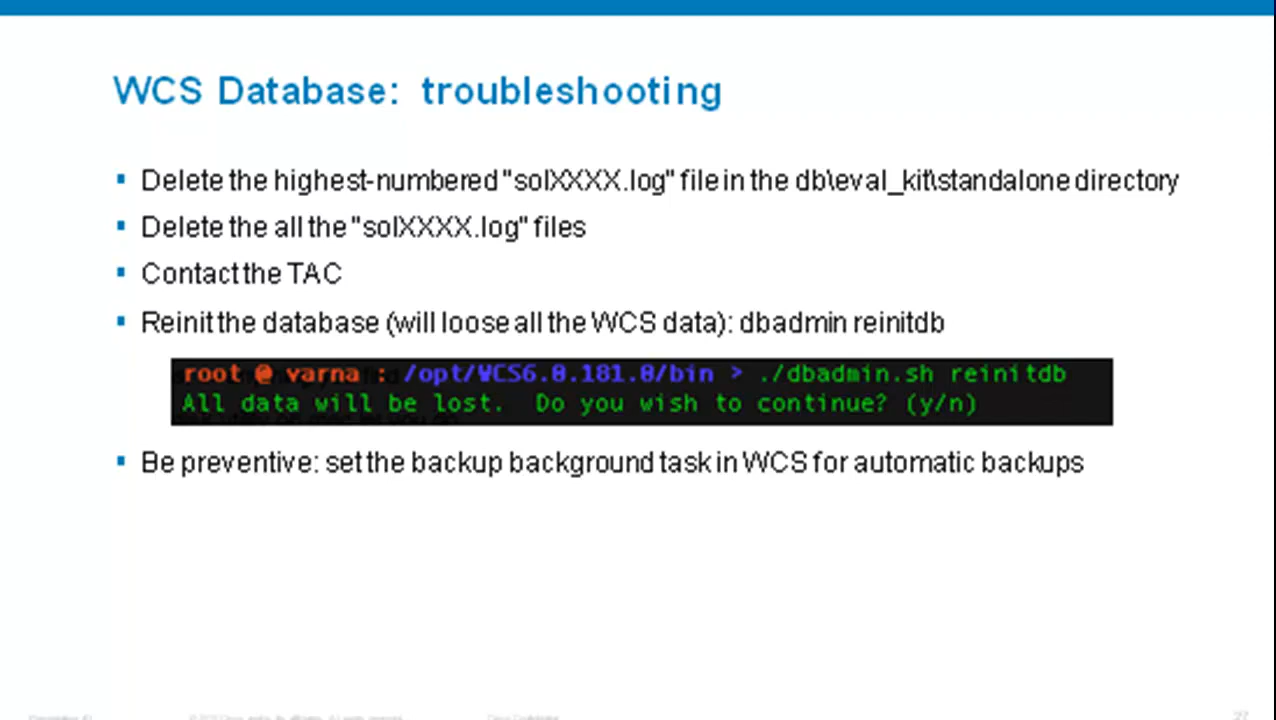 WCS Database: troubleshooting
Delete the highest-numbered "solXXXX.log" file in the db\eval_kit\standalone directory
Delete the all the "solXXXX.log" files
Contact the TAC
Reinit the database (will loose all the WCS data): dbadmin reinitdb
root @ varna : /opt/WCS6.0.181.0/bin > ./dbadmin.sh reinitdb
All data will be lost. Do you wish to continue? (y/n)
Be preventive: set the backup background task in WCS for automatic backups
27